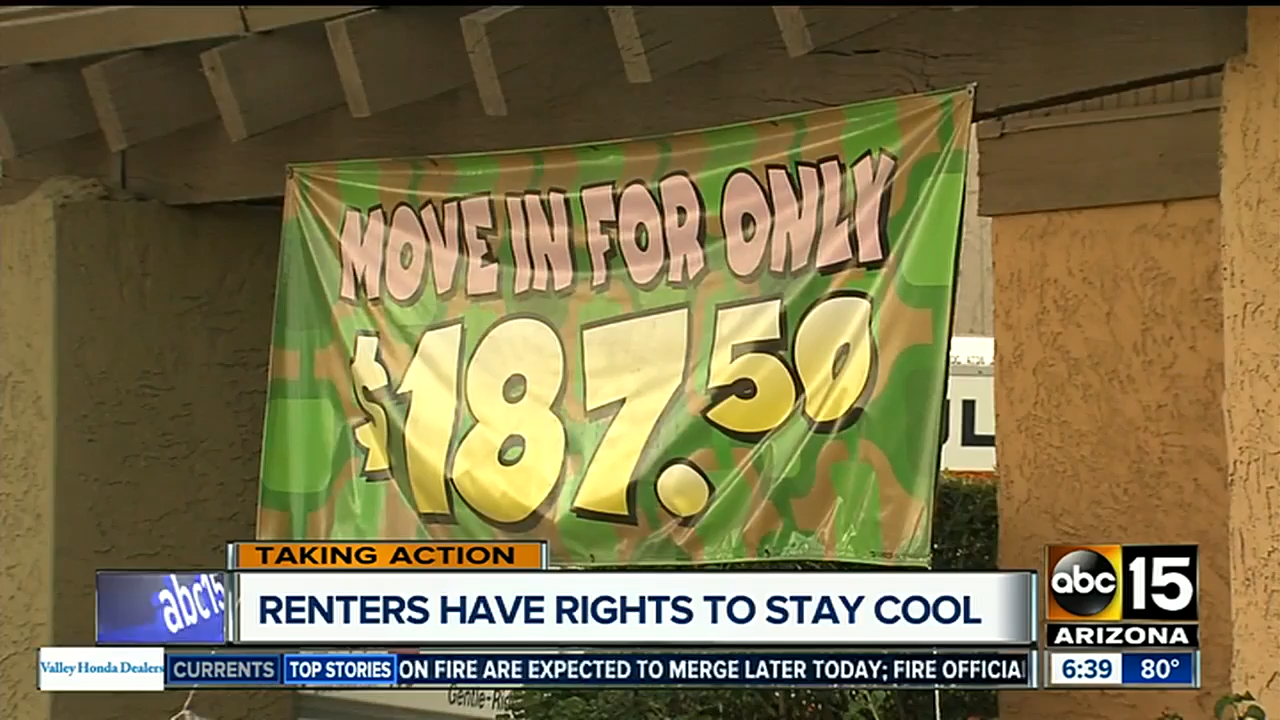 MOVE IN FOR ONLY
$187.50
TAKING ACTION
abc15
RENTERS HAVE RIGHTS TO STAY COOL
abc 15
ARIZONA
Valley Honda Dealers
CURRENTS
TOP STORIES
ON FIRE ARE EXPECTED TO MERGE LATER TODAY; FIRE OFFICIA
6:39
80°